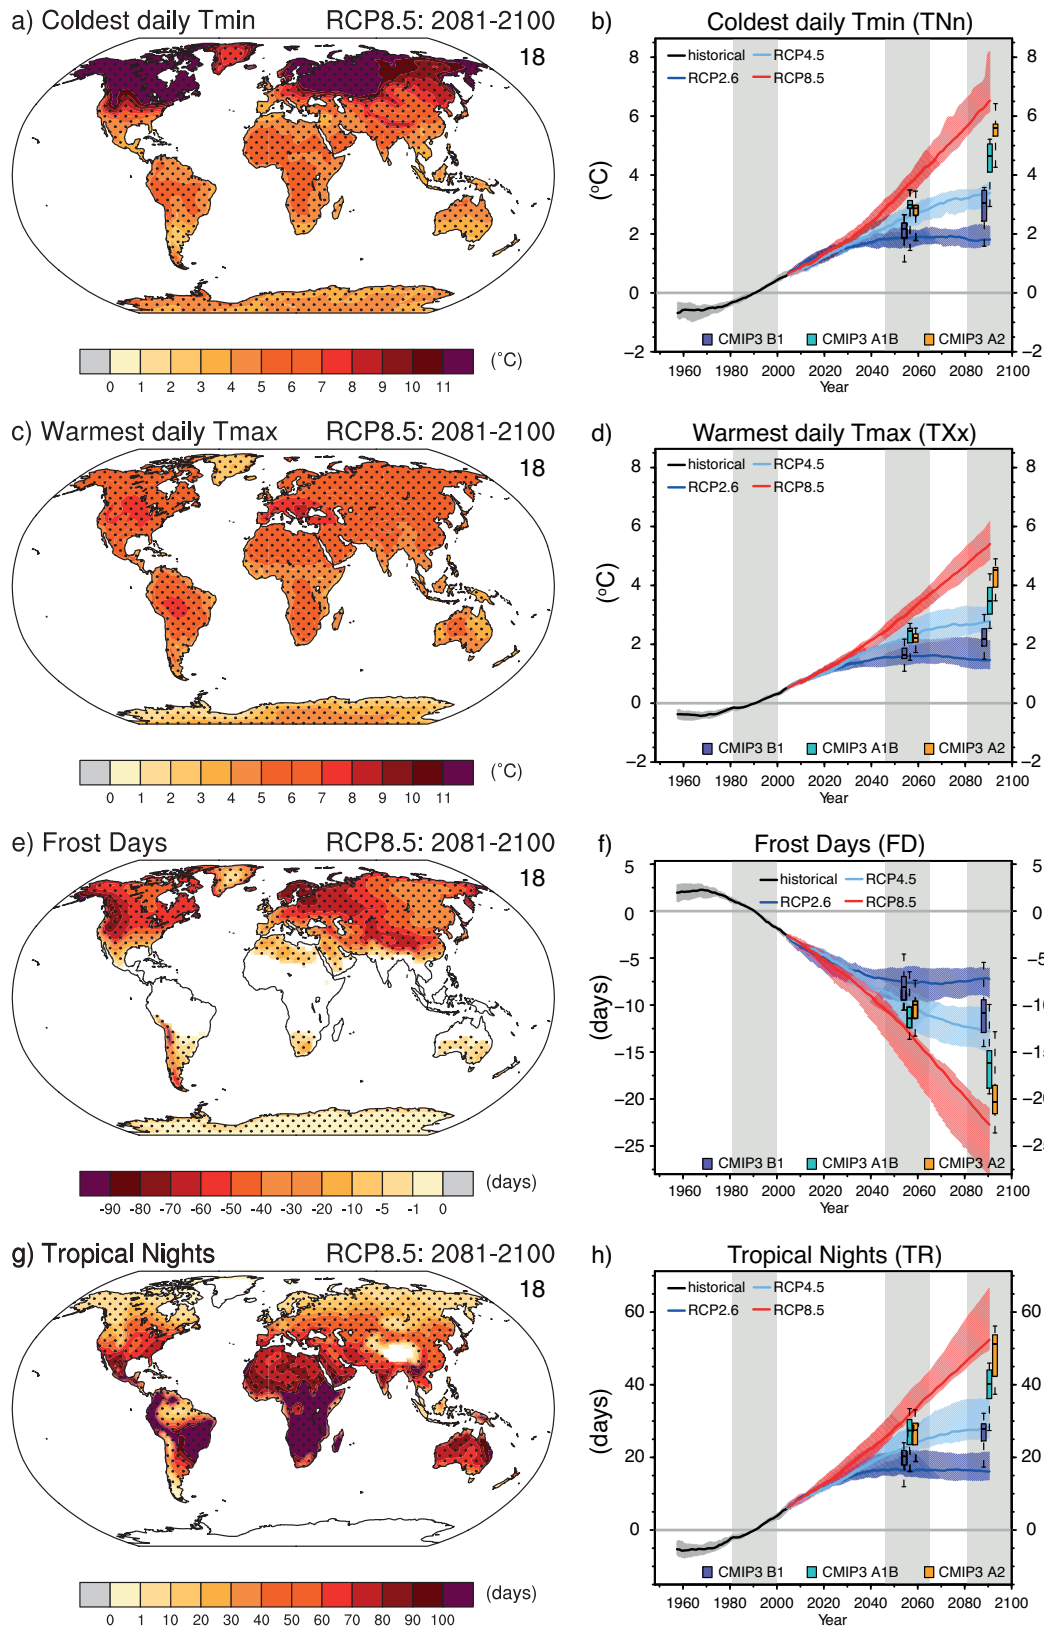 a) Coldest daily Tmin RCP8.5: 2081-2100
18
0 1 2 3 4 5 6 7 8 9 10 11 (°C)
b) Coldest daily Tmin (TNn)
historical RCP4.5
RCP2.6 RCP8.5
8 8
6 6
4 4
2 2
0 0
−2 −2
(°C)
CMIP3 B1 CMIP3 A1B CMIP3 A2
1960 1980 2000 2020 2040 2060 2080 2100
Year
c) Warmest daily Tmax RCP8.5: 2081-2100
18
0 1 2 3 4 5 6 7 8 9 10 11 (°C)
d) Warmest daily Tmax (TXx)
historical RCP4.5
RCP2.6 RCP8.5
8 8
6 6
4 4
2 2
0 0
−2 −2
(°C)
CMIP3 B1 CMIP3 A1B CMIP3 A2
1960 1980 2000 2020 2040 2060 2080 2100
Year
e) Frost Days RCP8.5: 2081-2100
18
-90 -80 -70 -60 -50 -40 -30 -20 -10 -5 -1 0 (days)
f) Frost Days (FD)
historical RCP4.5
RCP2.6 RCP8.5
5 5
0 0
−5 −5
−10 −10
−15 −15
−20 −20
−25 −25
(days)
CMIP3 B1 CMIP3 A1B CMIP3 A2
1960 1980 2000 2020 2040 2060 2080 2100
Year
g) Tropical Nights RCP8.5: 2081-2100
18
0 1 10 20 30 40 50 60 70 80 90 100 (days)
h) Tropical Nights (TR)
historical RCP4.5
RCP2.6 RCP8.5
60 60
40 40
20 20
0 0
(days)
CMIP3 B1 CMIP3 A1B CMIP3 A2
1960 1980 2000 2020 2040 2060 2080 2100
Year